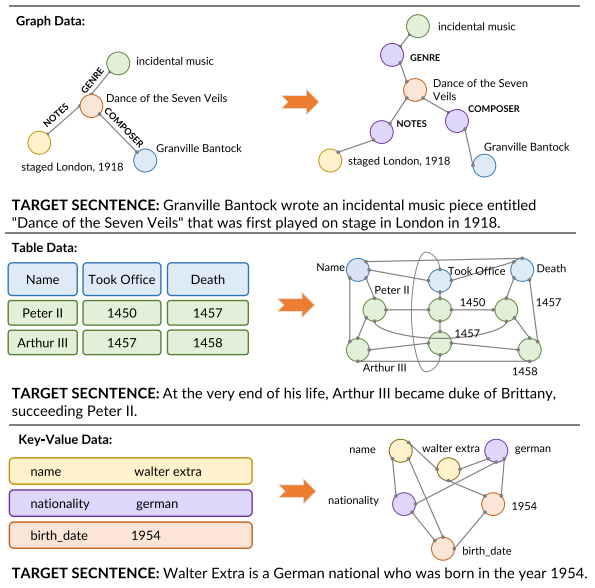 Graph Data:
incidental music
GENRE
Dance of the Seven Veils
NOTES
COMPOSER
Granville Bantock
staged London, 1918
incidental music
GENRE
Dance of the Seven
Veils
COMPOSER
NOTES
Granville Bantock
staged London, 1918
TARGET SECNTENCE: Granville Bantock wrote an incidental music piece entitled
"Dance of the Seven Veils" that was first played on stage in London in 1918.
Table Data:
Name Took Office Death
Peter II 1450 1457
Arthur III 1457 1458
Name
Took Office
Death
Peter II
1450
1457
1457
Arthur III
1458
TARGET SECNTENCE: At the very end of his life, Arthur III became duke of Brittany,
succeeding Peter II.
Key-Value Data:
name walter extra
nationality german
birth_date 1954
name
walter extra
german
nationality
1954
birth_date
TARGET SECNTENCE: Walter Extra is a German national who was born in the year 1954.